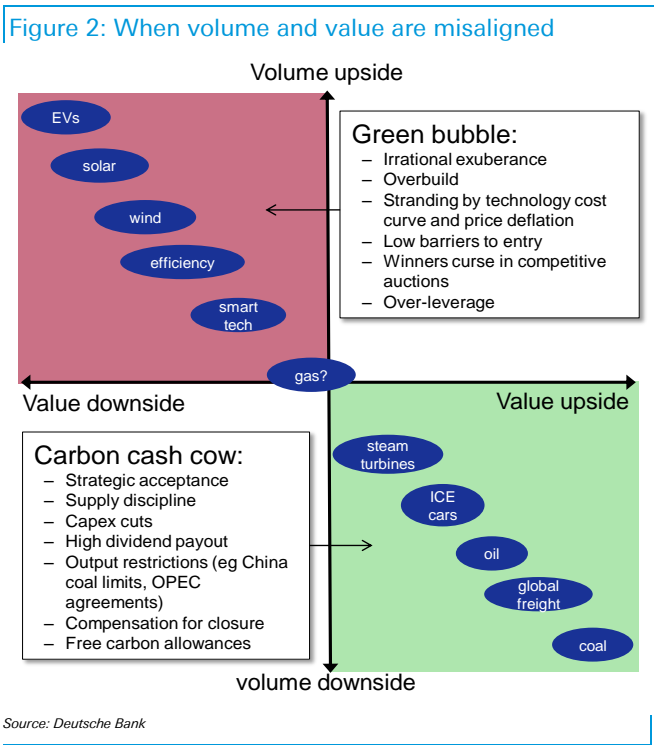 Figure 2: When volume and value are misaligned
Volume upside
EVs
solar
wind
efficiency
smart
tech
Green bubble:
– Irrational exuberance
– Overbuild
– Stranding by technology cost
curve and price deflation
– Low barriers to entry
– Winners curse in competitive
auctions
– Over-leverage
gas?
Value downside
Value upside
Carbon cash cow:
– Strategic acceptance
– Supply discipline
– Capex cuts
– High dividend payout
– Output restrictions (eg China
coal limits, OPEC
agreements)
– Compensation for closure
– Free carbon allowances
steam
turbines
ICE
cars
oil
global
freight
coal
volume downside
Source: Deutsche Bank